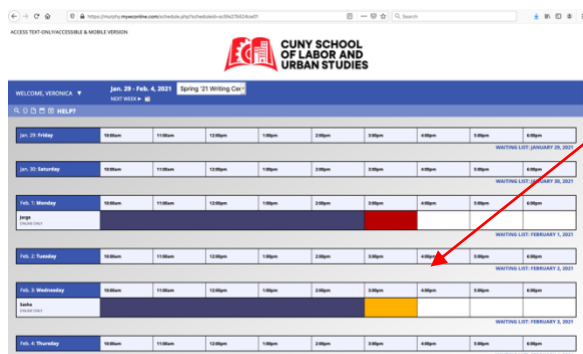 https://murphy.mywconline.com/schedule.php?scheduleid=
Search
ACCESS TEXT-ONLY/ACCESSIBLE & MOBILE VERSION
CUNY SCHOOL
OF LABOR AND
URBAN STUDIES
WELCOME, VERONICA ▼
Jan. 29 - Feb. 4, 2021
Spring '21 Writing Cer
NEXT WEEK
HELP?
Jan. 29: Friday 10:00am 11:00am 12:00pm 1:00pm 2:00pm 3:00pm 4:00pm 5:00pm 6:00pm
WAITING LIST: JANUARY 29, 2021
Jan. 30: Saturday 10:00am 11:00am 12:00pm 1:00pm 2:00pm 3:00pm 4:00pm 5:00pm 6:00pm
WAITING LIST: JANUARY 30, 2021
Feb. 1: Monday 10:00am 11:00am 12:00pm 1:00pm 2:00pm 3:00pm 4:00pm 5:00pm 6:00pm
Jorge
ONLINE ONLY
WAITING LIST: FEBRUARY 1, 2021
Feb. 2: Tuesday 10:00am 11:00am 12:00pm 1:00pm 2:00pm 3:00pm 4:00pm 5:00pm 6:00pm
WAITING LIST: FEBRUARY 2, 2021
Feb. 3: Wednesday 10:00am 11:00am 12:00pm 1:00pm 2:00pm 3:00pm 4:00pm 5:00pm 6:00pm
Sasha
ONLINE ONLY
WAITING LIST: FEBRUARY 3, 2021
Feb. 4: Thursday 10:00am 11:00am 12:00pm 1:00pm 2:00pm 3:00pm 4:00pm 5:00pm 6:00pm